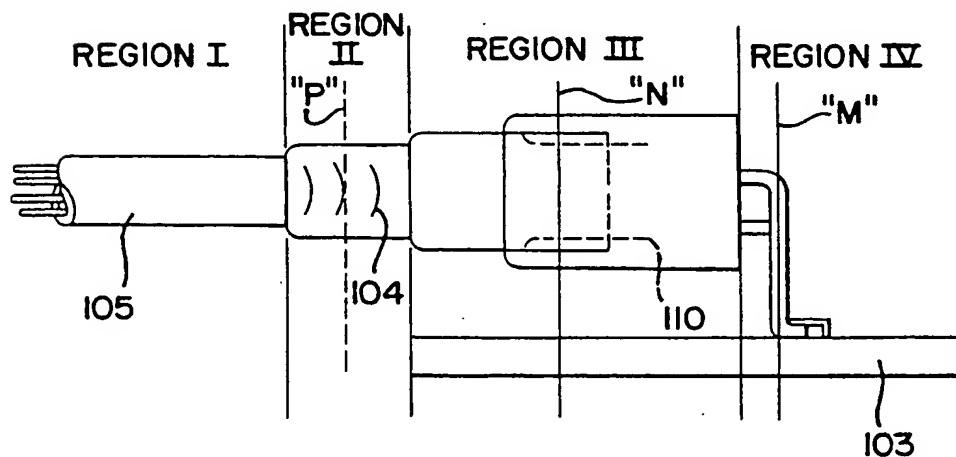 REGION I
REGION II
REGION III
REGION IV
"P"
"N"
"M"
105
104
110
103